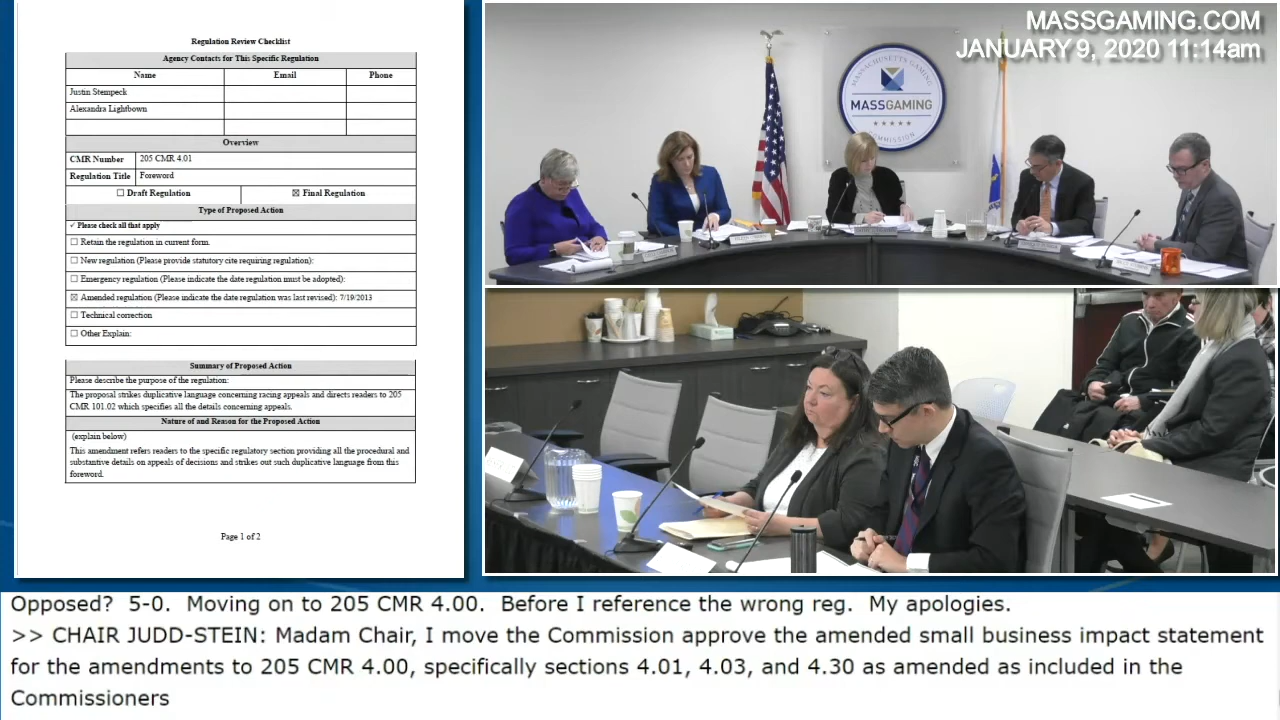 Regulation Review Checklist
Agency Contacts for This Specific Regulation
Name Email Phone
Justin Stempeck
Alexandra Lightbown
Overview
CMR Number 205 CMR 4.01
Regulation Title Foreword
☐ Draft Regulation ☒ Final Regulation
Type of Proposed Action
✓ Please check all that apply
☐ Retain the regulation in current form.
☐ New regulation (Please provide statutory cite requiring regulation):
☐ Emergency regulation (Please indicate the date regulation must be adopted):
☒ Amended regulation (Please indicate the date regulation was last revised): 7/19/2013
☐ Technical correction
☐ Other Explain:
Summary of Proposed Action
Please describe the purpose of the regulation:
The proposal strikes duplicative language concerning racing appeals and directs readers to 205
CMR 101.02 which specifies all the details concerning appeals.
Nature of and Reason for the Proposed Action
(explain below)
This amendment refers readers to the specific regulatory section providing all the procedural and
substantive details on appeals of decisions and strikes out such duplicative language from this
foreword.
Page 1 of 2
MASSGAMING.COM
JANUARY 9, 2020 11:14am
MASSACHUSETTS GAMING
MASSGAMING
COMMISSION
Opposed? 5-0. Moving on to 205 CMR 4.00. Before I reference the wrong reg. My apologies.
>> CHAIR JUDD-STEIN: Madam Chair, I move the Commission approve the amended small business impact statement
for the amendments to 205 CMR 4.00, specifically sections 4.01, 4.03, and 4.30 as amended as included in the
Commissioners